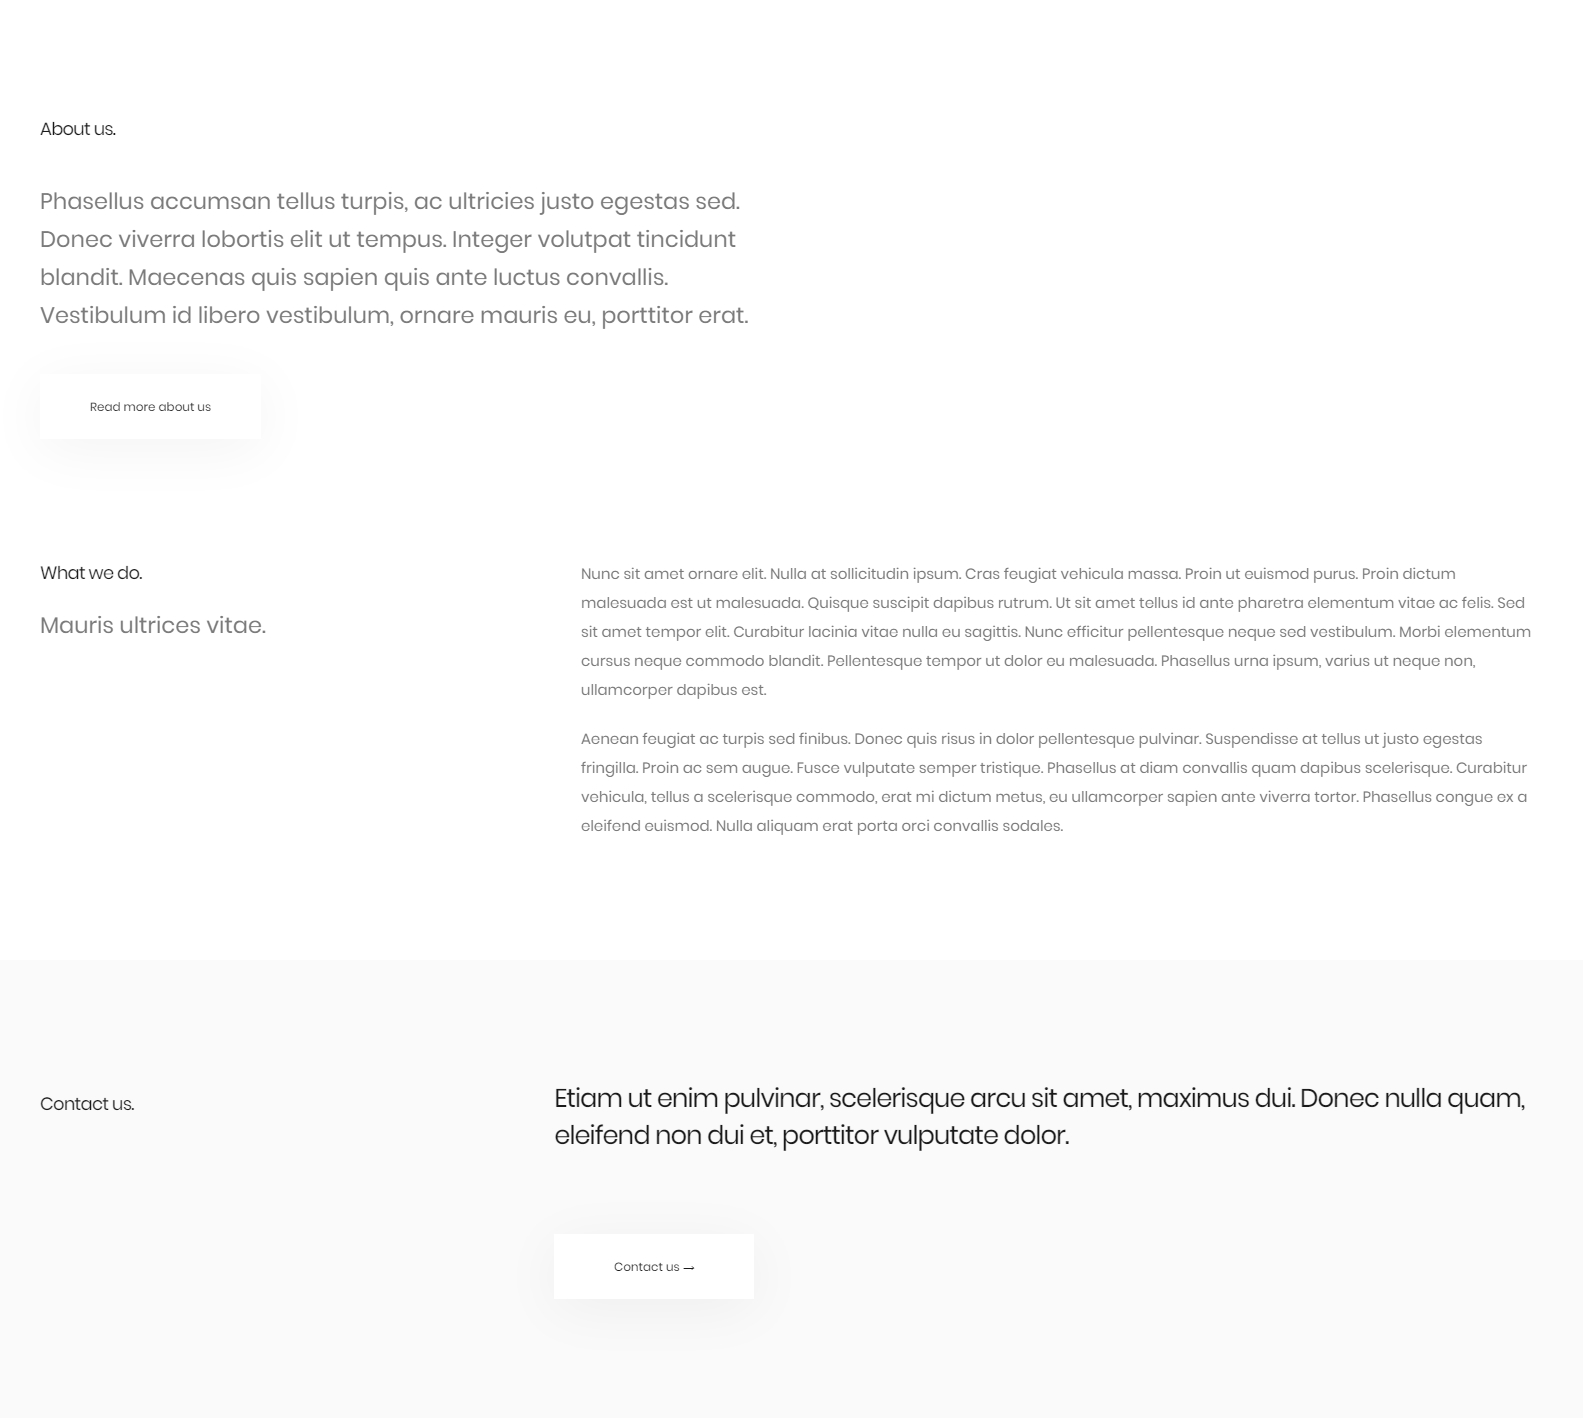 About us.
Phasellus accumsan tellus turpis, ac ultricies justo egestas sed.
Donec viverra lobortis elit ut tempus. Integer volutpat tincidunt
blandit. Maecenas quis sapien quis ante luctus convallis.
Vestibulum id libero vestibulum, ornare mauris eu, porttitor erat.
Read more about us
What we do.
Mauris ultrices vitae.
Nunc sit amet ornare elit. Nulla at sollicitudin ipsum. Cras feugiat vehicula massa. Proin ut euismod purus. Proin dictum
malesuada est ut malesuada. Quisque suscipit dapibus rutrum. Ut sit amet tellus id ante pharetra elementum vitae ac felis. Sed
sit amet tempor elit. Curabitur lacinia vitae nulla eu sagittis. Nunc efficitur pellentesque neque sed vestibulum. Morbi elementum
cursus neque commodo blandit. Pellentesque tempor ut dolor eu malesuada. Phasellus urna ipsum, varius ut neque non,
ullamcorper dapibus est.
Aenean feugiat ac turpis sed finibus. Donec quis risus in dolor pellentesque pulvinar. Suspendisse at tellus ut justo egestas
fringilla. Proin ac sem augue. Fusce vulputate semper tristique. Phasellus at diam convallis quam dapibus scelerisque. Curabitur
vehicula, tellus a scelerisque commodo, erat mi dictum metus, eu ullamcorper sapien ante viverra tortor. Phasellus congue ex a
eleifend euismod. Nulla aliquam erat porta orci convallis sodales.
Contact us.
Etiam ut enim pulvinar, scelerisque arcu sit amet, maximus dui. Donec nulla quam,
eleifend non dui et, porttitor vulputate dolor.
Contact us →